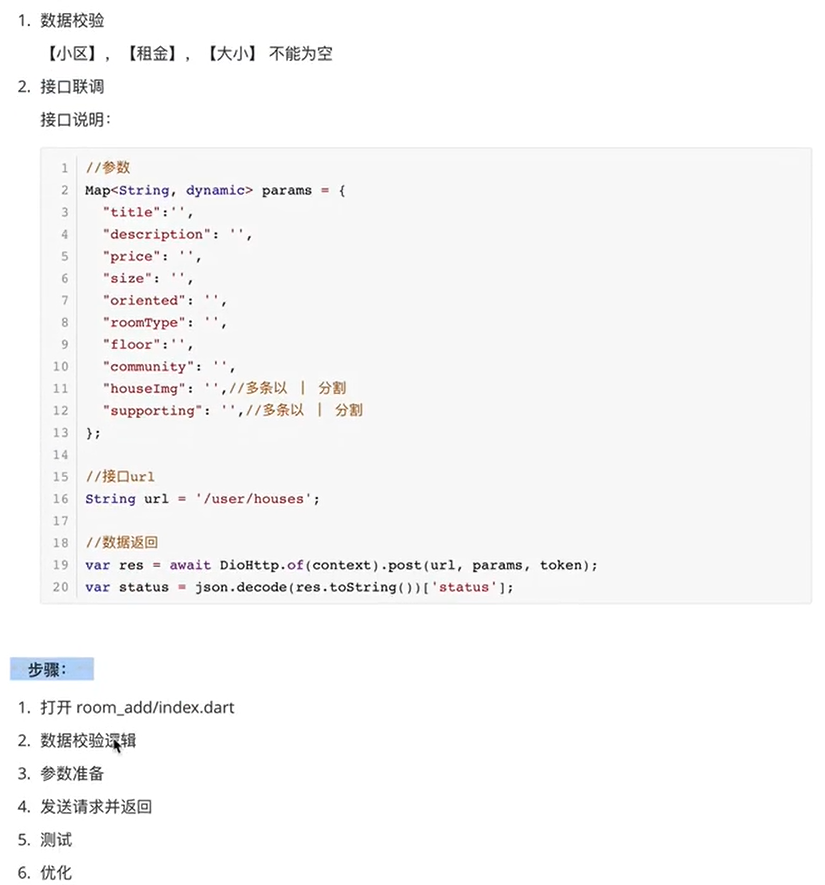 1. 数据校验
【小区】，【租金】，【大小】 不能为空
2. 接口联调
接口说明：
1 //参数
2 Map<String, dynamic> params = {
3 "title":'',
4 "description": '',
5 "price": '',
6 "size": '',
7 "oriented": '',
8 "roomType": '',
9 "floor":'',
10 "community": '',
11 "houseImg": '',//多条以 | 分割
12 "supporting": '',//多条以 | 分割
13 };
14
15 //接口url
16 String url = '/user/houses';
17
18 //数据返回
19 var res = await DioHttp.of(context).post(url, params, token);
20 var status = json.decode(res.toString())['status'];
步骤：
1. 打开 room_add/index.dart
2. 数据校验逻辑
3. 参数准备
4. 发送请求并返回
5. 测试
6. 优化